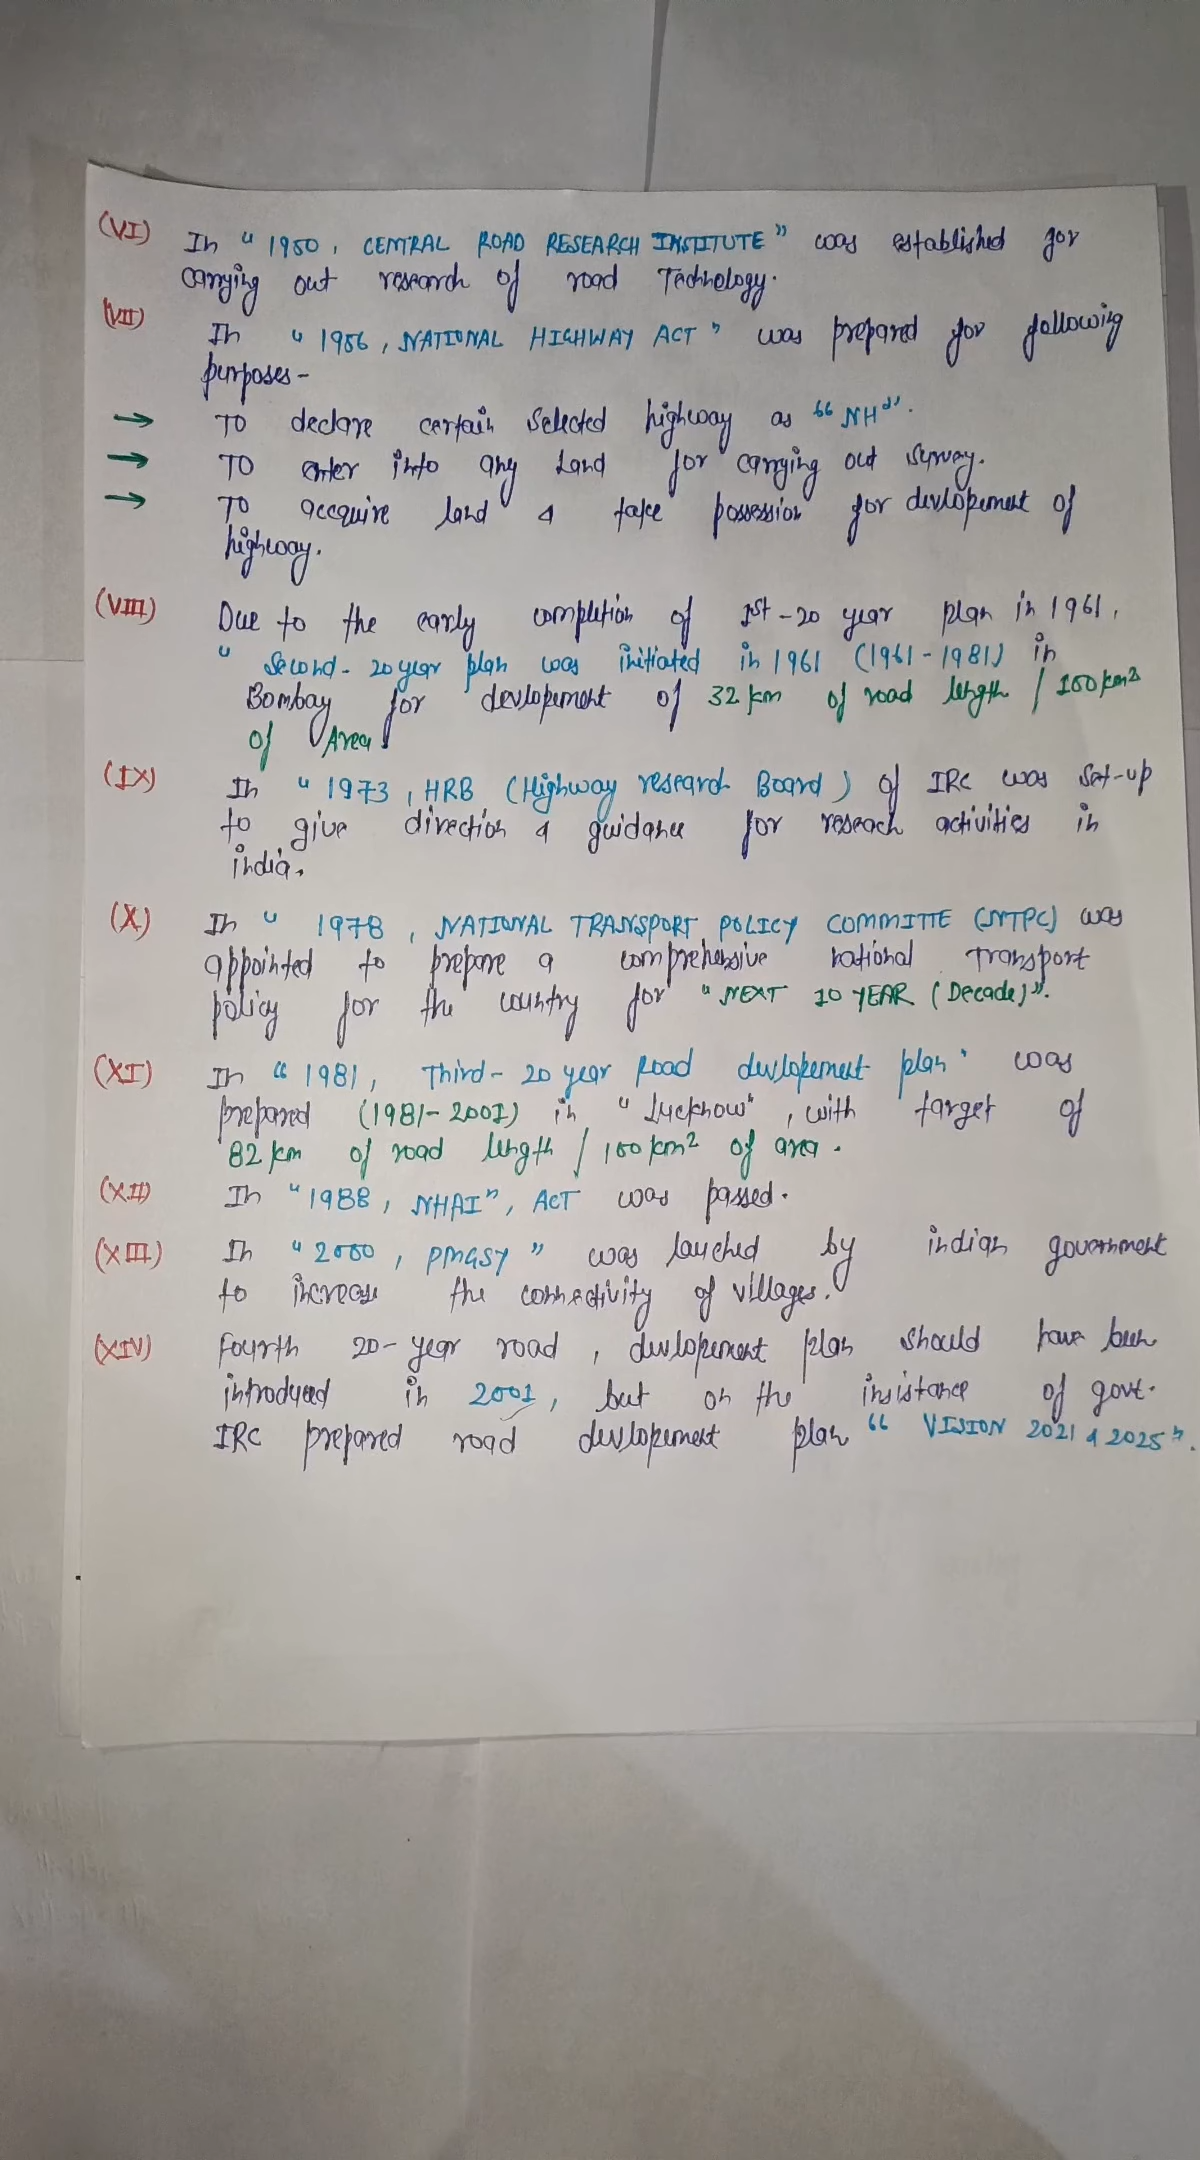 (VI) In "1950, CENTRAL ROAD RESEARCH INSTITUTE" was established for
carrying out research of road Technology.
(VII) In "1956, NATIONAL HIGHWAY ACT" was prepared for following
purposes-
→ TO declare certain selected highway as "NH".
→ TO enter into any Land for carrying out survay.
→ TO accquire land & take possession for devlopement of
highway.
(VIII) Due to the early completion of 1st-20 year plan in 1961,
"Second-20year plan was initiated in 1961 (1961-1981) in
Bombay for devlopement of 32 km of road length / 100 km²
of Area.
(IX) In "1973, HRB (Highway research Board) of IRC was Set-up
to give direction & guidance for reseach activities in
india.
(X) In "1978, NATIONAL TRANSPORT POLICY COMMITTE (NTPC) was
appointed to prepare a comprehensive national Transport
policy for the country for "NEXT 10 YEAR (Decade)".
(XI) In "1981, Third-20 year Road devlopement plan" was
prepared (1981-2001) in "Lucknow", with target of
82 km of road length / 100 km² of area.
(XII) In "1988, NHAI", ACT was passed.
(XIII) In "2000, PMGSY" was lauched by indian government
to increase the connectivity of villages.
(XIV) Fourth 20-year road, devlopement plan should have been
introduced in 2001, but on the insistance of govt.
IRC prepared road devlopement plan "VISION 2021 & 2025".